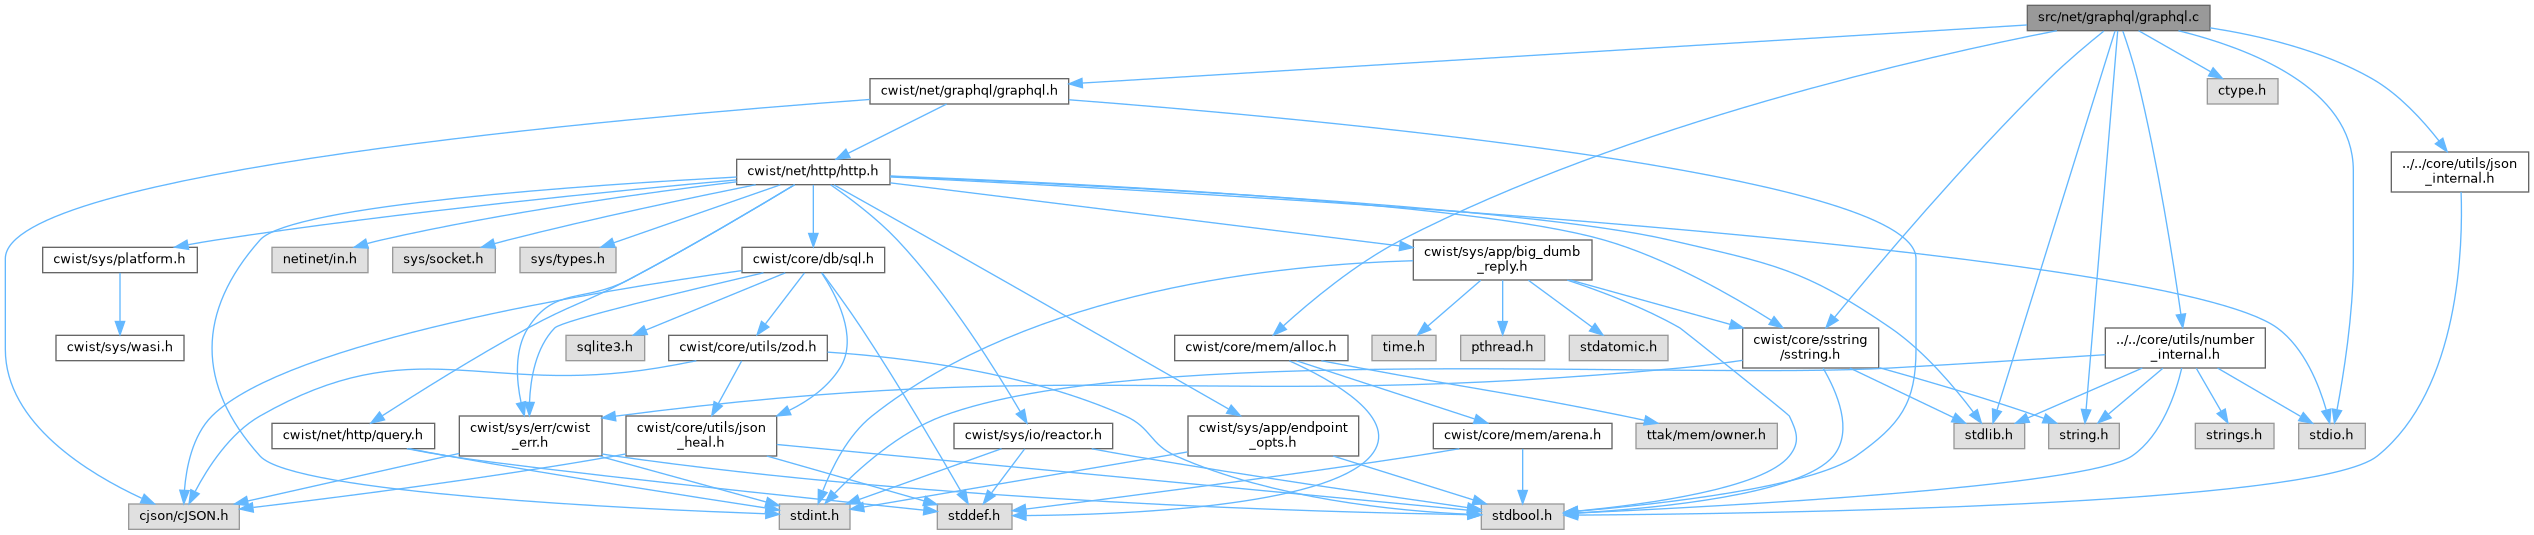 src/net/graphql/graphql.c
cwist/net/graphql/graphql.h
ctype.h
cwist/net/http/http.h
../../core/utils/json
_internal.h
cwist/sys/platform.h
netinet/in.h
sys/socket.h
sys/types.h
cwist/core/db/sql.h
cwist/sys/app/big_dumb
_reply.h
cwist/sys/wasi.h
sqlite3.h
cwist/core/utils/zod.h
cwist/core/mem/alloc.h
time.h
pthread.h
stdatomic.h
cwist/core/sstring
/sstring.h
../../core/utils/number
_internal.h
cwist/net/http/query.h
cwist/sys/err/cwist
_err.h
cwist/core/utils/json
_heal.h
cwist/sys/io/reactor.h
cwist/sys/app/endpoint
_opts.h
cwist/core/mem/arena.h
ttak/mem/owner.h
stdlib.h
string.h
strings.h
stdio.h
cjson/cJSON.h
stdint.h
stddef.h
stdbool.h